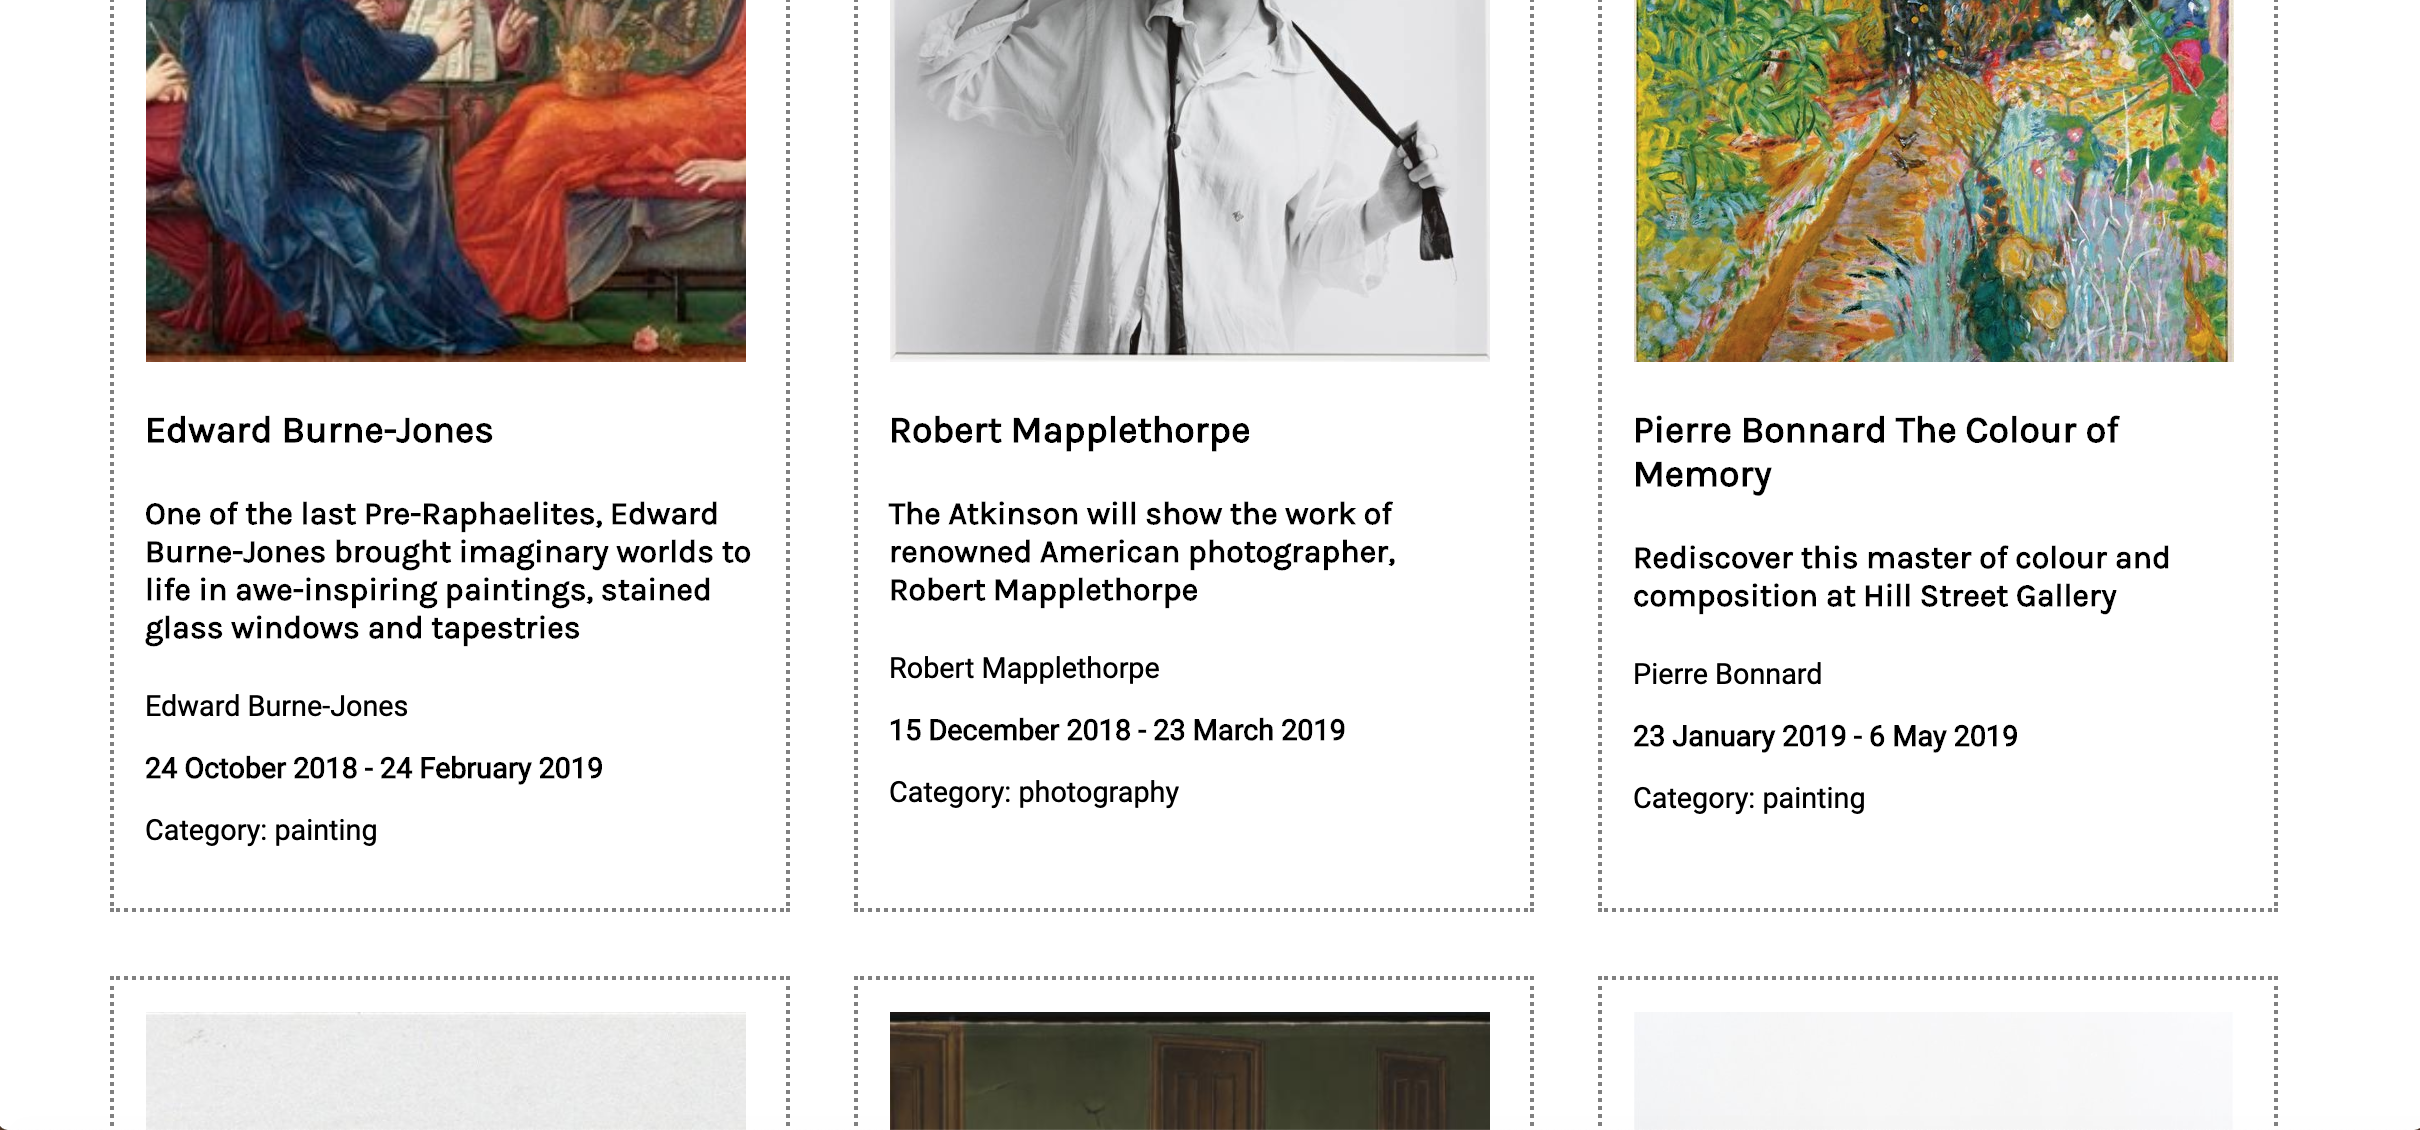 Edward Burne-Jones
One of the last Pre-Raphaelites, Edward
Burne-Jones brought imaginary worlds to
life in awe-inspiring paintings, stained
glass windows and tapestries
Edward Burne-Jones
24 October 2018 - 24 February 2019
Category: painting
Robert Mapplethorpe
The Atkinson will show the work of
renowned American photographer,
Robert Mapplethorpe
Robert Mapplethorpe
15 December 2018 - 23 March 2019
Category: photography
Pierre Bonnard The Colour of
Memory
Rediscover this master of colour and
composition at Hill Street Gallery
Pierre Bonnard
23 January 2019 - 6 May 2019
Category: painting